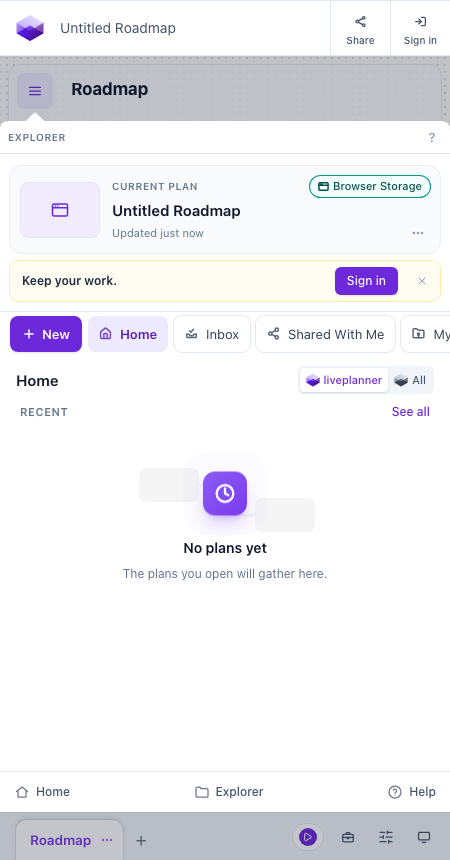 Untitled Roadmap
Share
Sign in
Roadmap
EXPLORER
?
CURRENT PLAN
Browser Storage
Untitled Roadmap
Updated just now
Keep your work.
Sign in
New
Home
Inbox
Shared With Me
My
Home
liveplanner
All
RECENT
See all
No plans yet
The plans you open will gather here.
Home
Explorer
Help
Roadmap